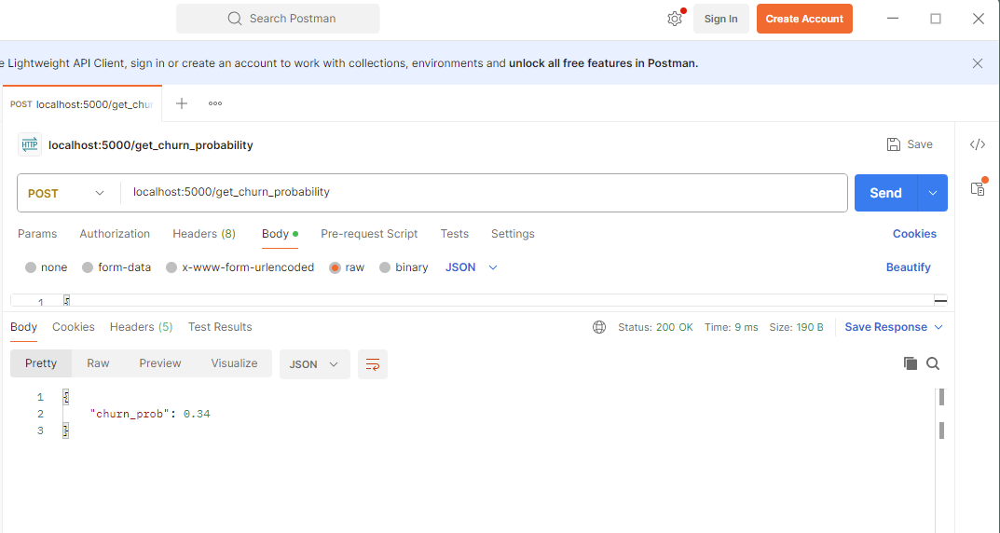 Search Postman
Sign In
Create Account
e Lightweight API Client, sign in or create an account to work with collections, environments and unlock all free features in Postman.
POST localhost:5000/get_chu
HTTP localhost:5000/get_churn_probability
Save
</>
POST localhost:5000/get_churn_probability
Send
Params Authorization Headers (8) Body Pre-request Script Tests Settings Cookies
none form-data x-www-form-urlencoded raw binary JSON Beautify
1 {
Body Cookies Headers (5) Test Results Status: 200 OK Time: 9 ms Size: 190 B Save Response
Pretty Raw Preview Visualize JSON
1 {
2 "churn_prob": 0.34
3 }